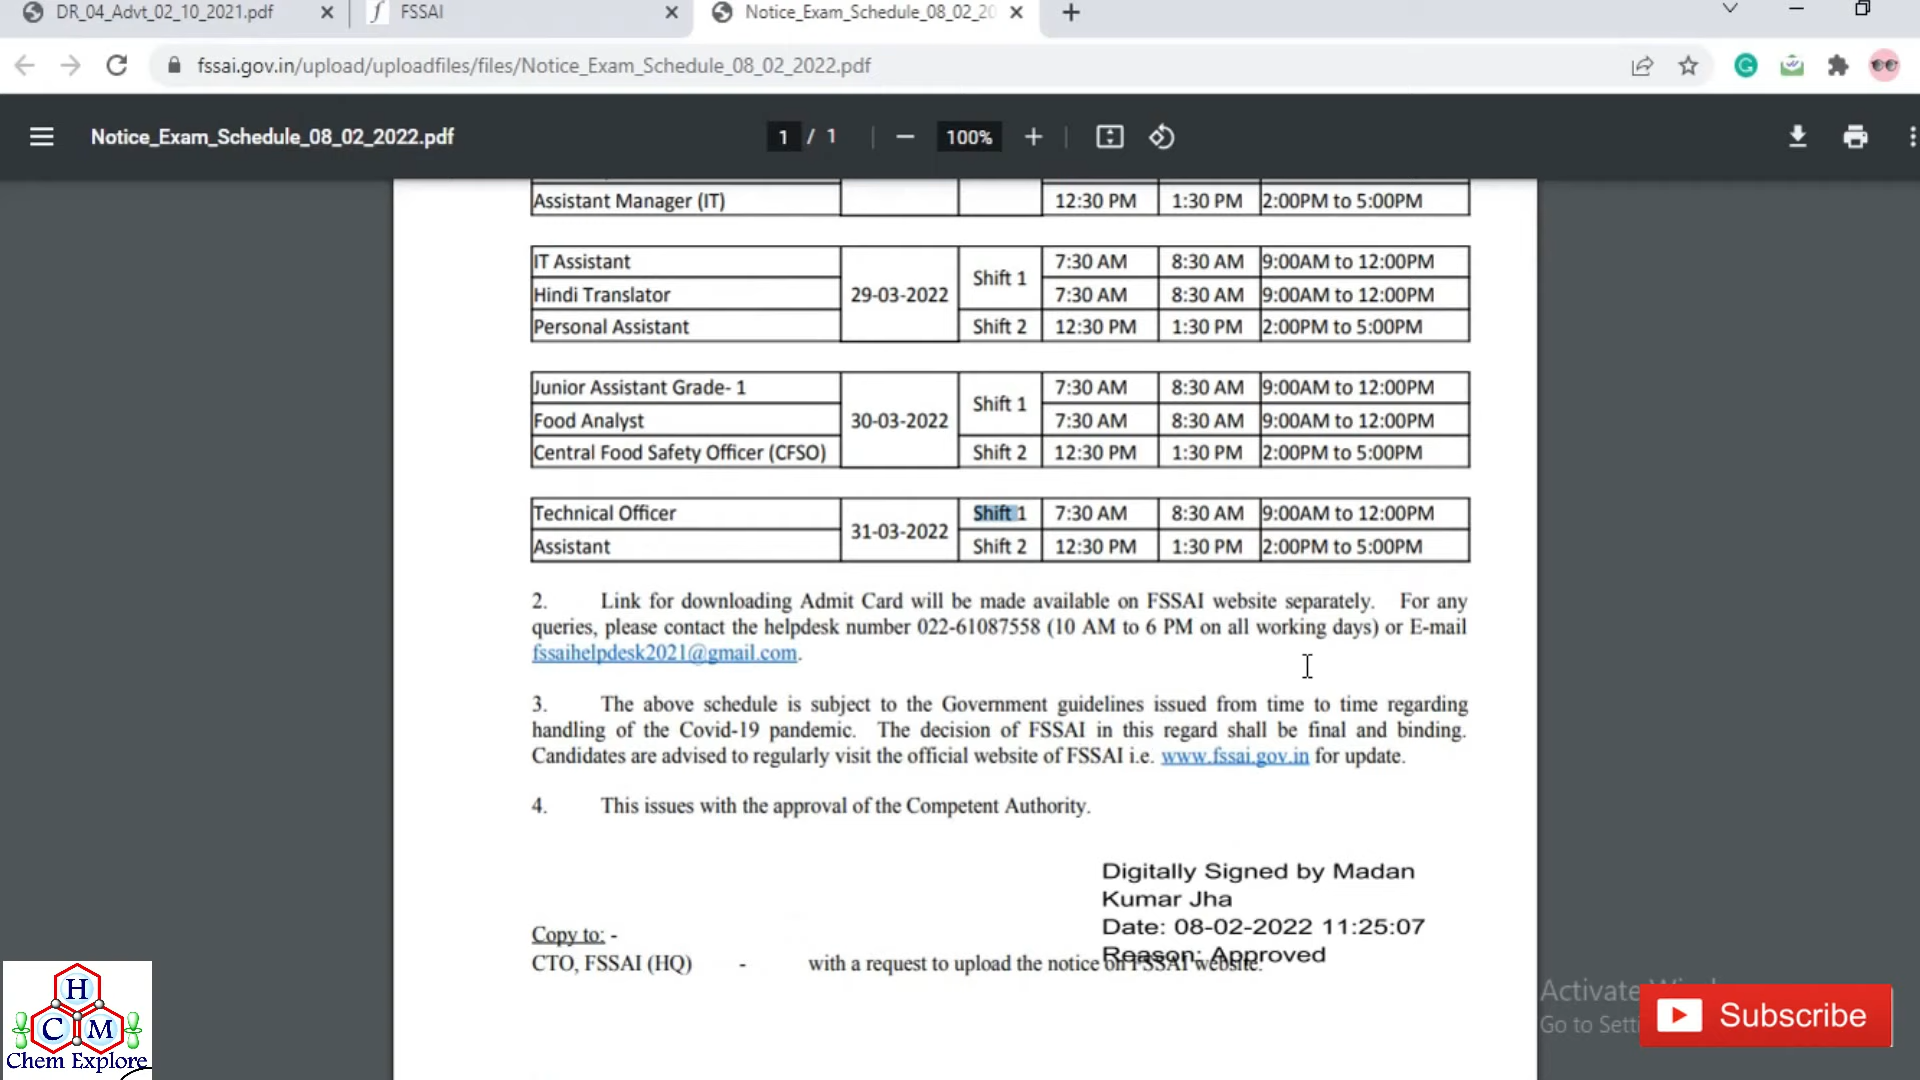 DR_04_Advt_02_10_2021.pdf
FSSAI
Notice_Exam_Schedule_08_02_20
fssai.gov.in/upload/uploadfiles/files/Notice_Exam_Schedule_08_02_2022.pdf
Notice_Exam_Schedule_08_02_2022.pdf
1 / 1
100%
Assistant Manager (IT) 12:30 PM 1:30 PM 2:00PM to 5:00PM
IT Assistant 29-03-2022 Shift 1 7:30 AM 8:30 AM 9:00AM to 12:00PM
Hindi Translator 7:30 AM 8:30 AM 9:00AM to 12:00PM
Personal Assistant Shift 2 12:30 PM 1:30 PM 2:00PM to 5:00PM
Junior Assistant Grade- 1 30-03-2022 Shift 1 7:30 AM 8:30 AM 9:00AM to 12:00PM
Food Analyst 7:30 AM 8:30 AM 9:00AM to 12:00PM
Central Food Safety Officer (CFSO) Shift 2 12:30 PM 1:30 PM 2:00PM to 5:00PM
Technical Officer 31-03-2022 Shift 1 7:30 AM 8:30 AM 9:00AM to 12:00PM
Assistant Shift 2 12:30 PM 1:30 PM 2:00PM to 5:00PM
2. Link for downloading Admit Card will be made available on FSSAI website separately. For any
queries, please contact the helpdesk number 022-61087558 (10 AM to 6 PM on all working days) or E-mail
fssaihelpdesk2021@gmail.com.
3. The above schedule is subject to the Government guidelines issued from time to time regarding
handling of the Covid-19 pandemic. The decision of FSSAI in this regard shall be final and binding.
Candidates are advised to regularly visit the official website of FSSAI i.e. www.fssai.gov.in for update.
4. This issues with the approval of the Competent Authority.
Digitally Signed by Madan
Kumar Jha
Date: 08-02-2022 11:25:07
Reason: Approved
Copy to: -
CTO, FSSAI (HQ) - with a request to upload the notice on FSSAI website.
Activate
Go to
Subscribe
H
C M
Chem Explore